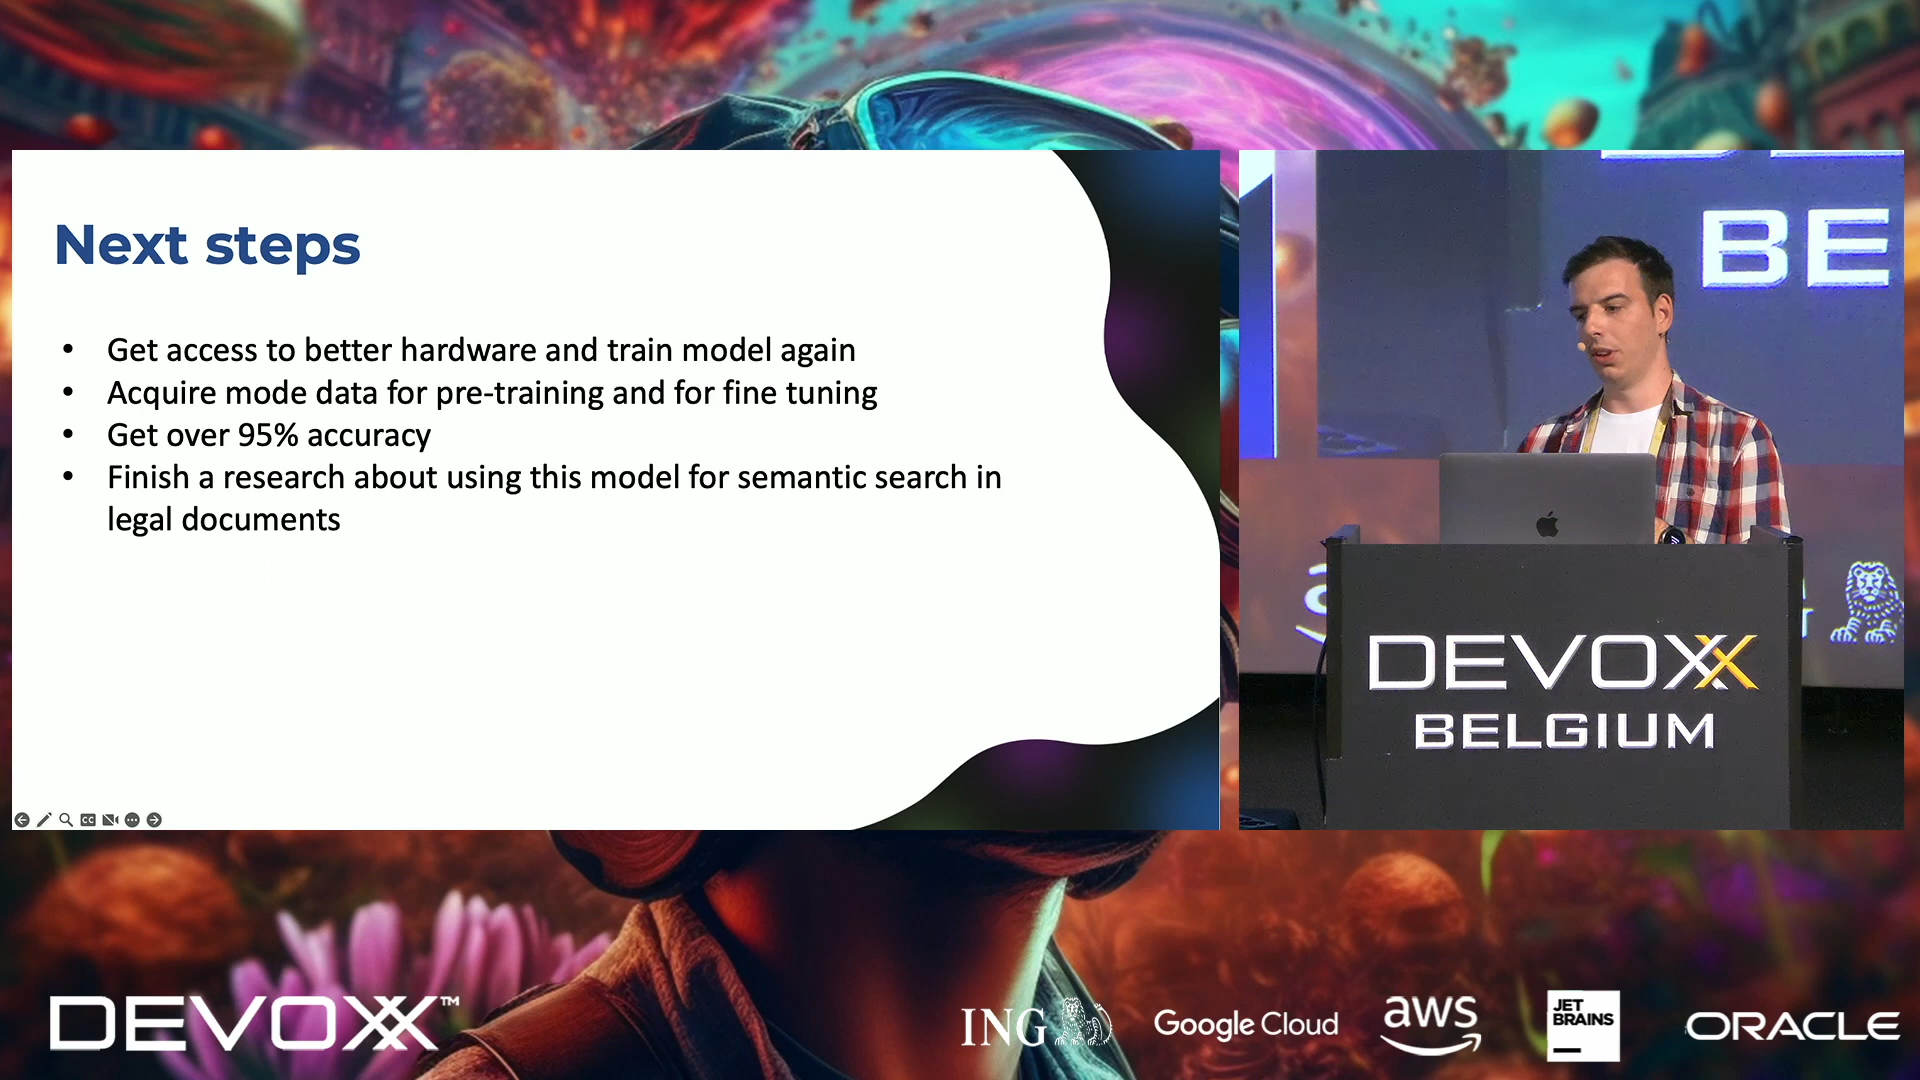 Next steps
• Get access to better hardware and train model again
• Acquire mode data for pre-training and for fine tuning
• Get over 95% accuracy
• Finish a research about using this model for semantic search in
legal documents
CC
BE
DEVOXX
BELGIUM
DEVOXX™
ING
Google Cloud
aws
JET
BRAINS
ORACLE